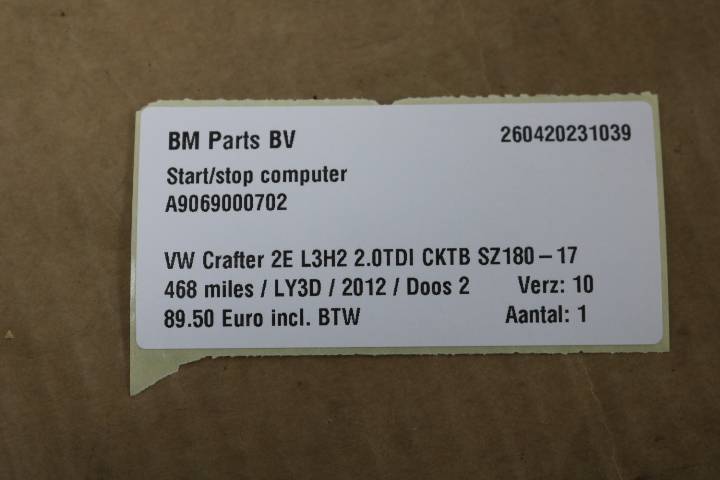 BM Parts BV 260420231039
Start/stop computer
A9069000702
VW Crafter 2E L3H2 2.0TDI CKTB SZ180-17
468 miles / LY3D / 2012 / Doos 2 Verz: 10
89.50 Euro incl. BTW Aantal: 1